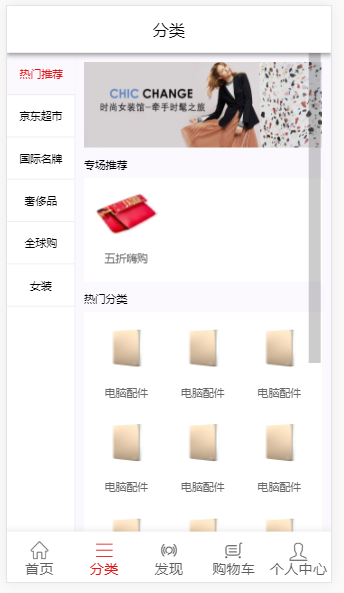 分类
热门推荐
京东超市
国际名牌
奢侈品
全球购
女装
CHIC CHANGE
时尚女装馆-牵手时髦之旅
专场推荐
五折嗨购
热门分类
电脑配件 电脑配件 电脑配件
电脑配件 电脑配件 电脑配件
首页 分类 发现 购物车 个人中心